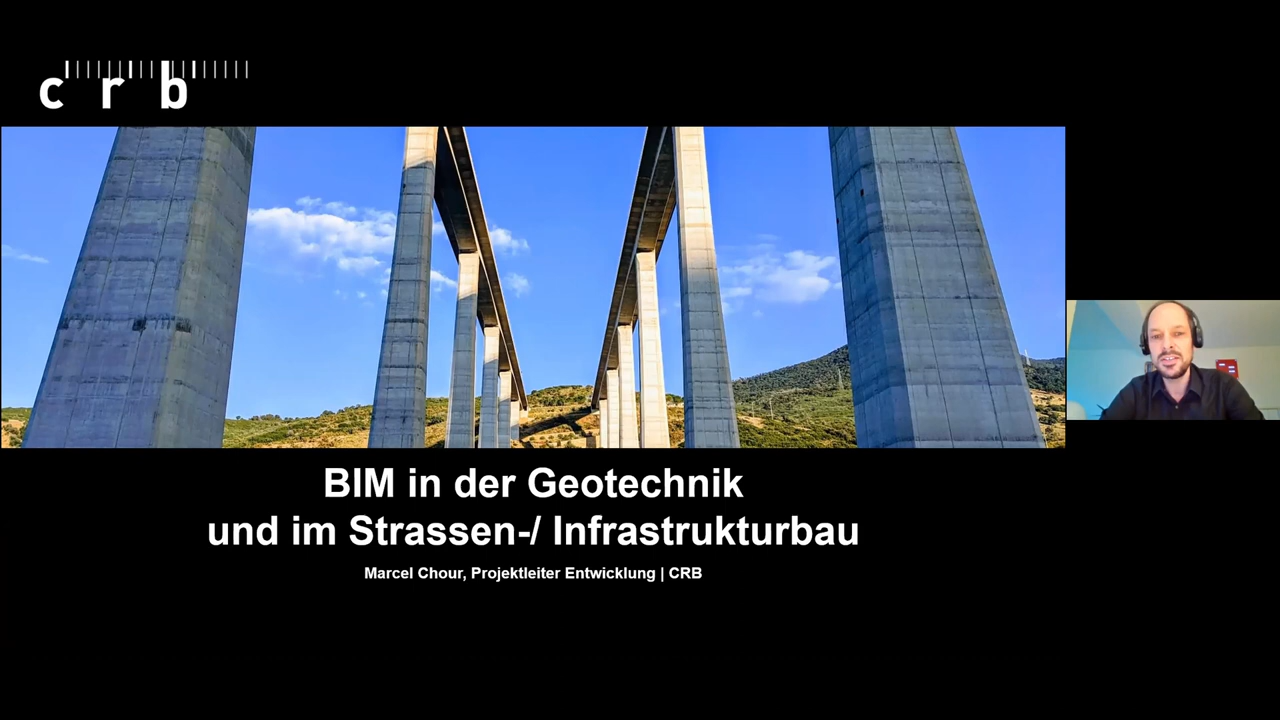 crb
BIM in der Geotechnik
und im Strassen-/ Infrastrukturbau
Marcel Chour, Projektleiter Entwicklung | CRB